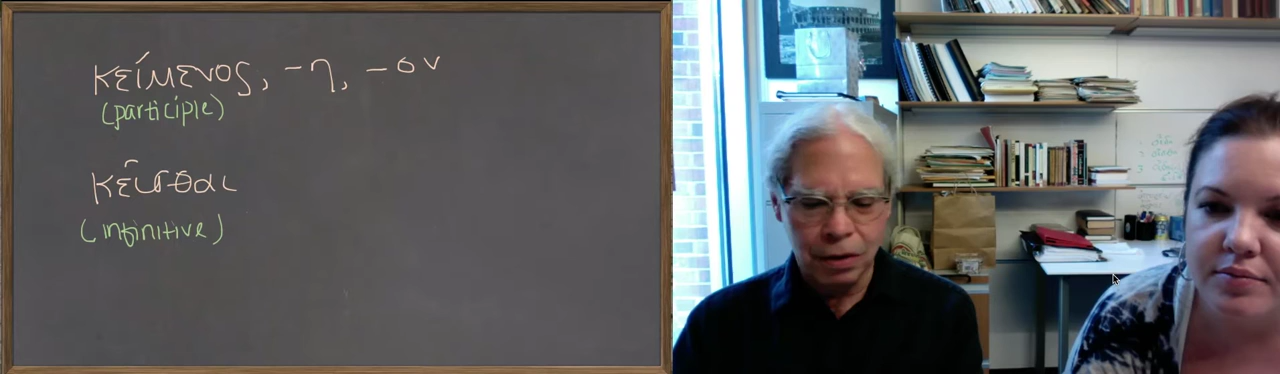 κείμενος, -η, -ον
(participle)
κεῖσθαι
(infinitive)